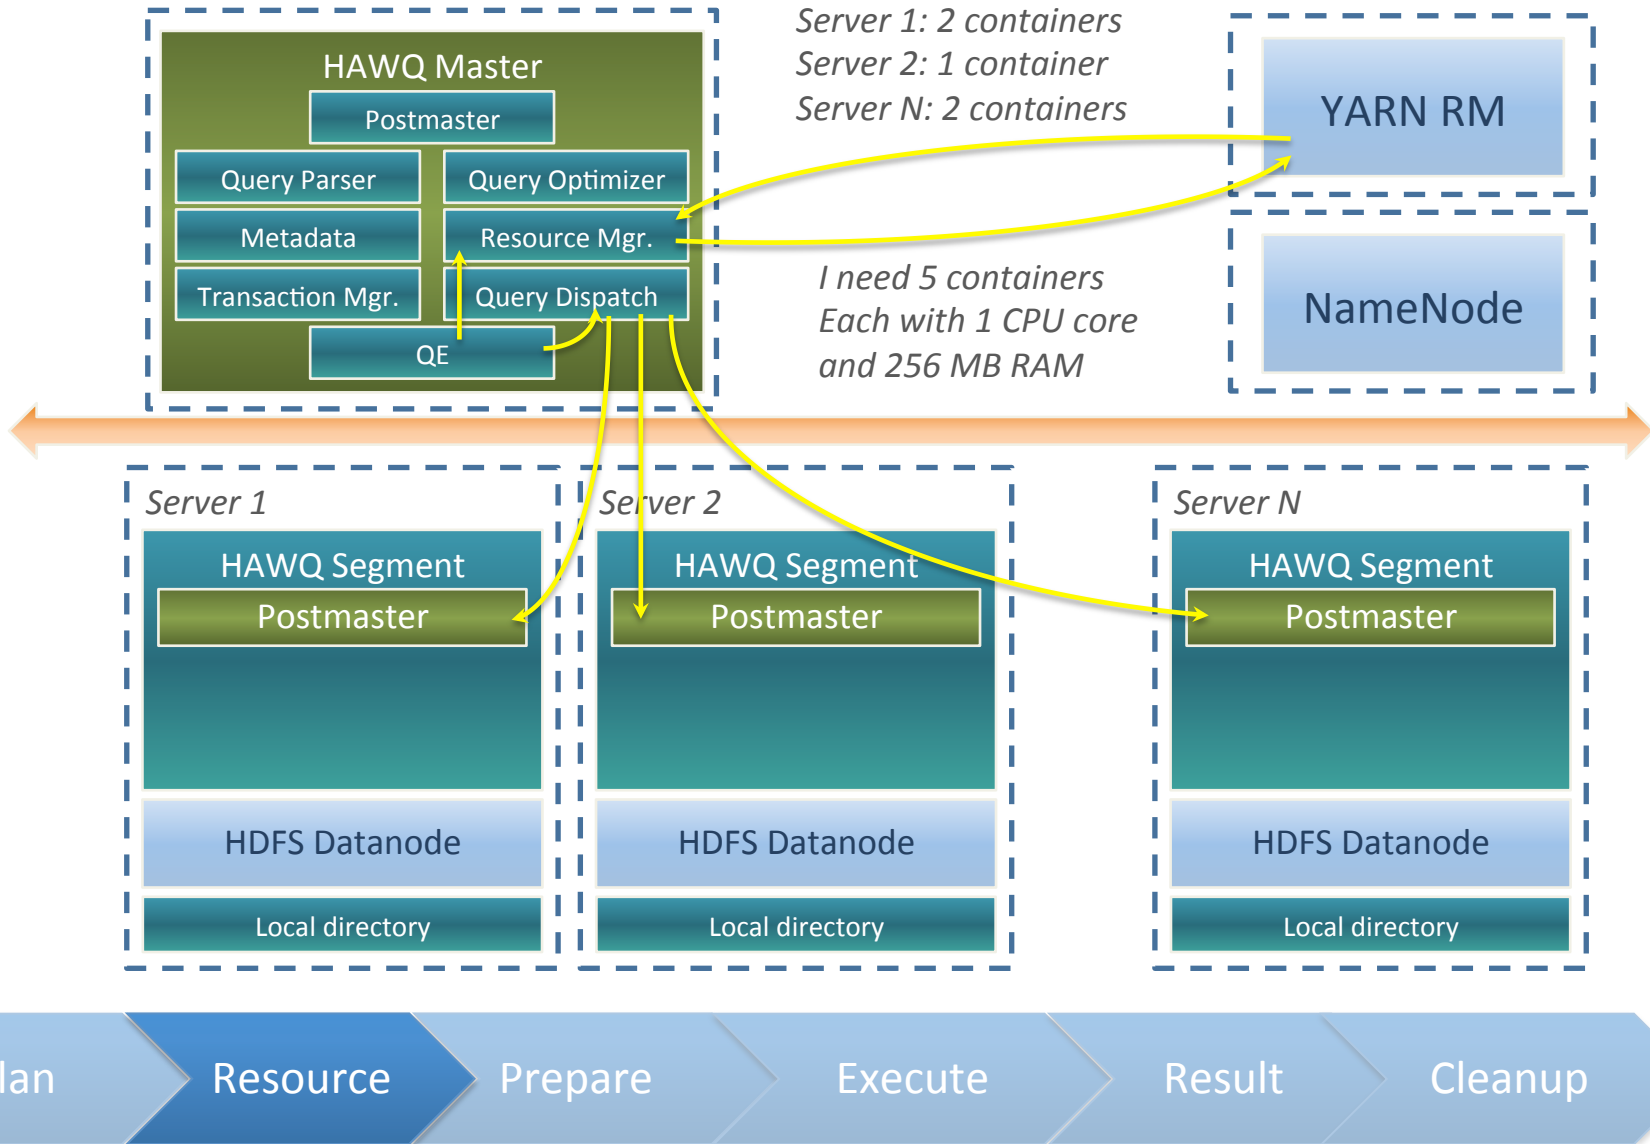 HAWQ Master
Postmaster
Query Parser
Query Optimizer
Metadata
Resource Mgr.
Transaction Mgr.
Query Dispatch
QE
Server 1: 2 containers
Server 2: 1 container
Server N: 2 containers
I need 5 containers
Each with 1 CPU core
and 256 MB RAM
YARN RM
NameNode
Server 1
HAWQ Segment
Postmaster
HDFS Datanode
Local directory
Server 2
HAWQ Segment
Postmaster
HDFS Datanode
Local directory
Server N
HAWQ Segment
Postmaster
HDFS Datanode
Local directory
lan
Resource
Prepare
Execute
Result
Cleanup